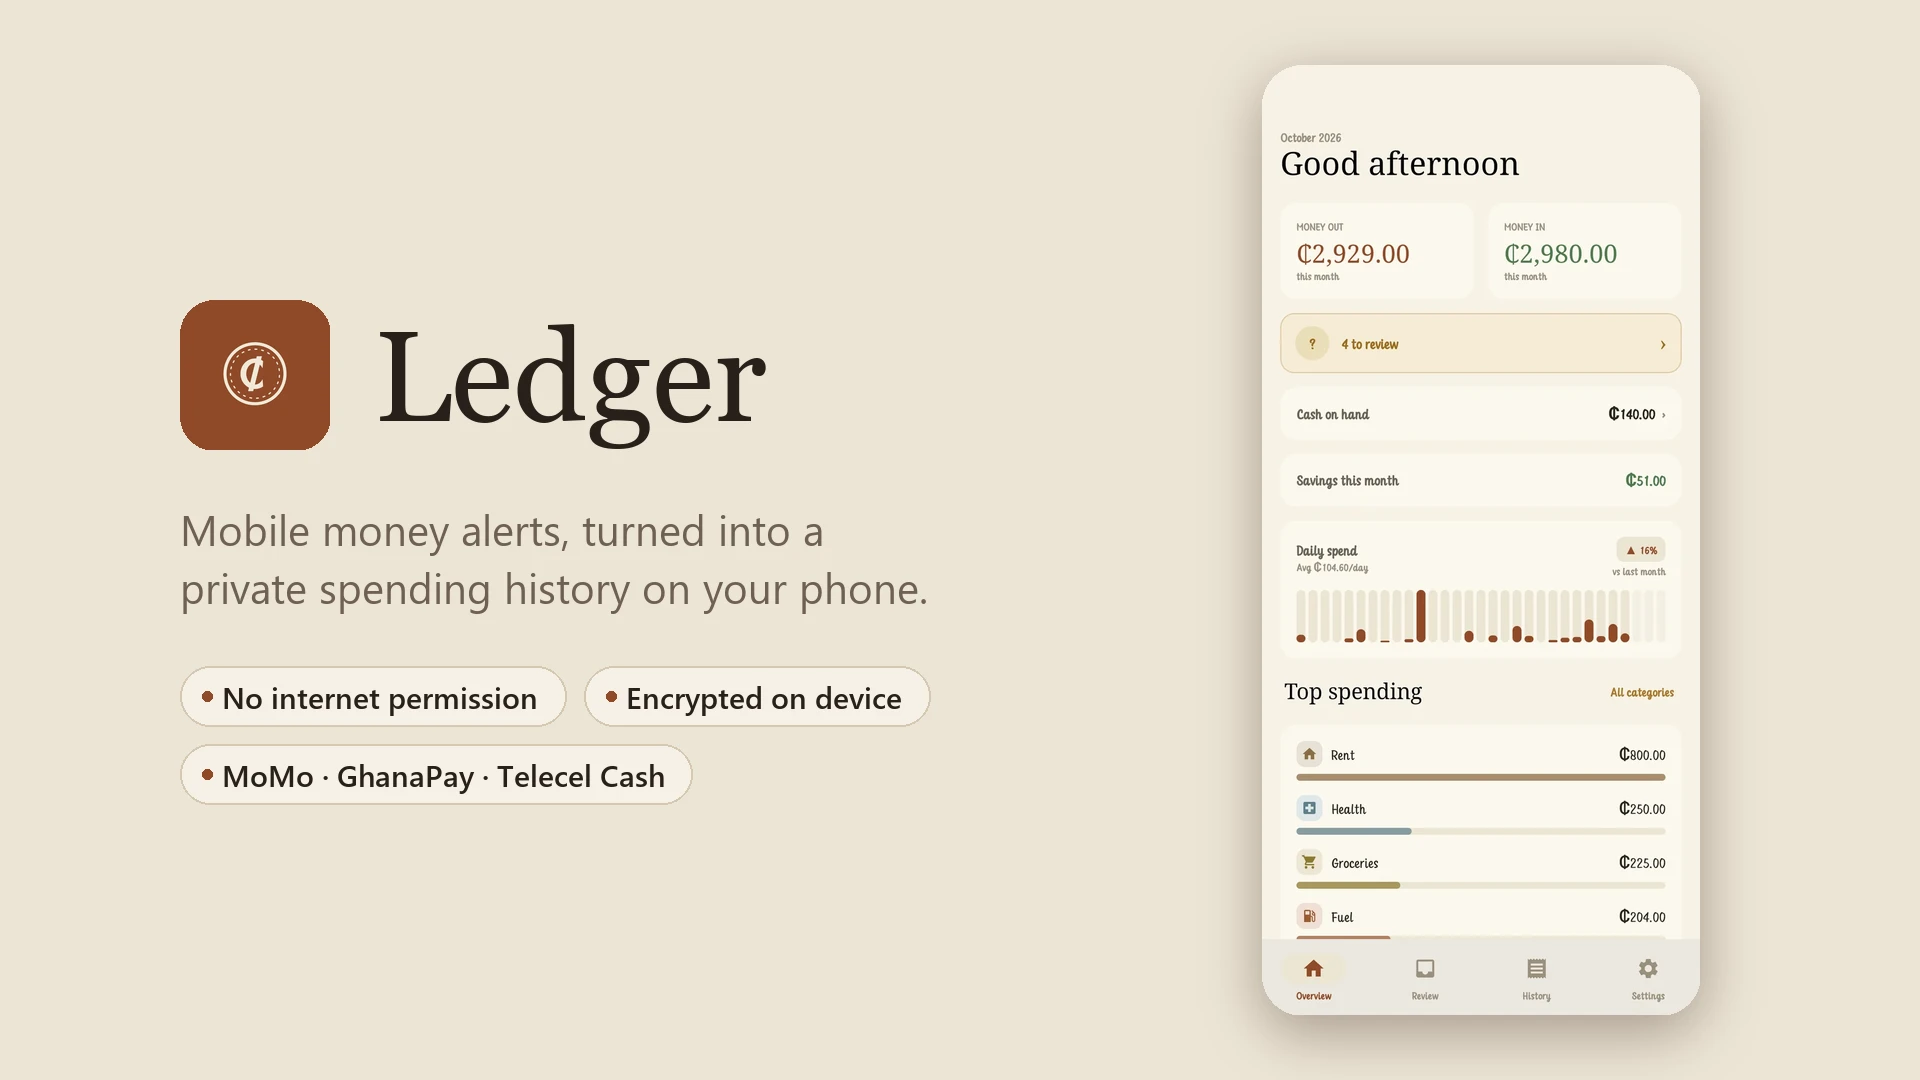 ₵
Ledger
Mobile money alerts, turned into a
private spending history on your phone.
No internet permission
Encrypted on device
MoMo · GhanaPay · Telecel Cash
October 2026
Good afternoon
MONEY OUT
₵2,929.00
this month
MONEY IN
₵2,980.00
this month
? 4 to review ›
Cash on hand ₵140.00 ›
Savings this month ₵51.00
Daily spend ▲ 16%
Avg ₵104.60/day vs last month
Top spending All categories
Rent ₵800.00
Health ₵250.00
Groceries ₵225.00
Fuel ₵204.00
Overview Review History Settings